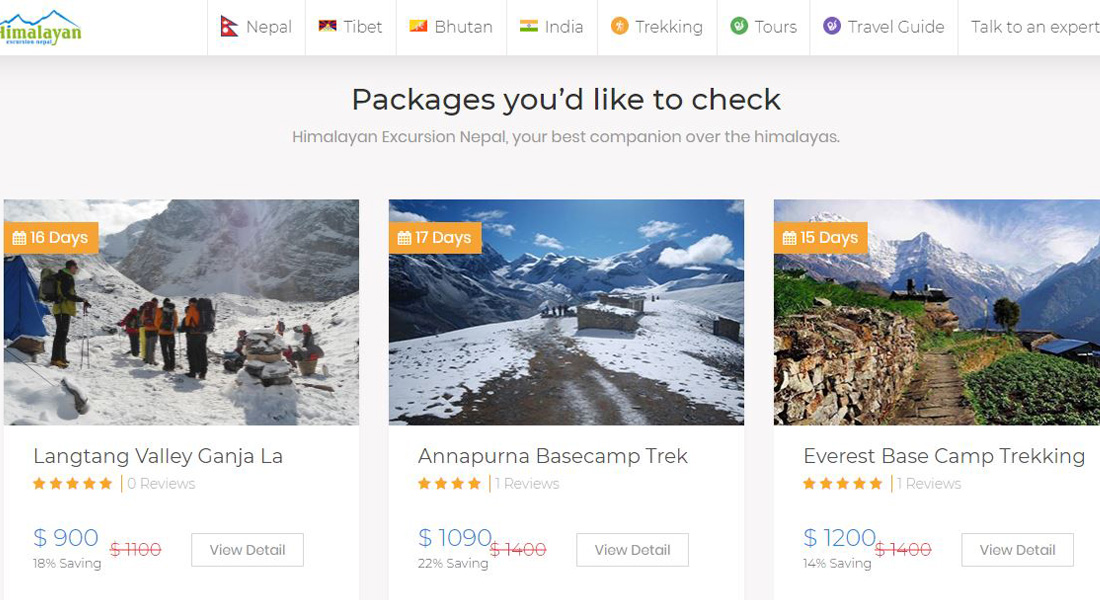 Himalayan
excursion nepal
Nepal
Tibet
Bhutan
India
Trekking
Tours
Travel Guide
Talk to an expert
Packages you’d like to check
Himalayan Excursion Nepal, your best companion over the himalayas.
16 Days
17 Days
15 Days
Langtang Valley Ganja La
Annapurna Basecamp Trek
Everest Base Camp Trekking
0 Reviews
1 Reviews
1 Reviews
$ 900 $ 1100
18% Saving
View Detail
$ 1090 $ 1400
22% Saving
View Detail
$ 1200 $ 1400
14% Saving
View Detail